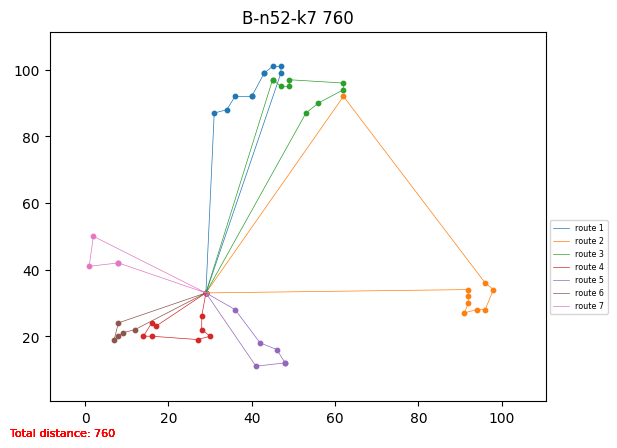 B-n52-k7 760
100
80
60
40
20
0
20
40
60
80
100
route 1
route 2
route 3
route 4
route 5
route 6
route 7
Total distance: 760